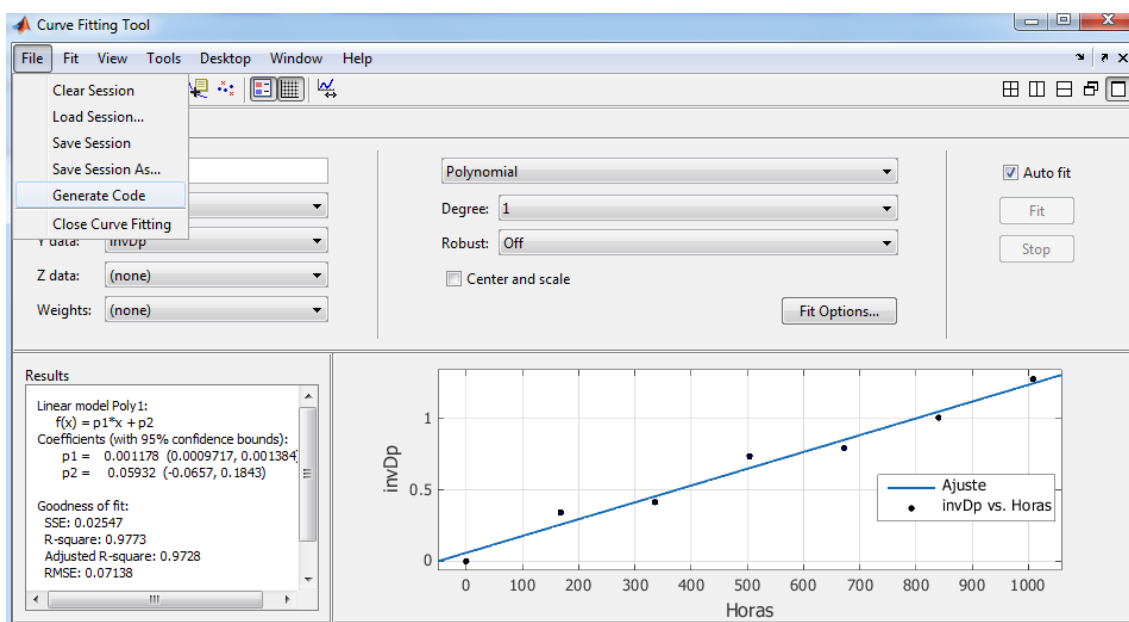 Curve Fitting Tool
File Fit View Tools Desktop Window Help
Clear Session
Load Session...
Save Session
Save Session As...
Generate Code
Close Curve Fitting
Y data: invDp
Z data: (none)
Weights: (none)
Polynomial
Degree: 1
Robust: Off
Center and scale
Fit Options...
Auto fit
Fit
Stop
Results
Linear model Poly1:
f(x) = p1*x + p2
Coefficients (with 95% confidence bounds):
p1 = 0.001178 (0.0009717, 0.001384)
p2 = 0.05932 (-0.0657, 0.1843)
Goodness of fit:
SSE: 0.02547
R-square: 0.9773
Adjusted R-square: 0.9728
RMSE: 0.07138
invDp
1
0.5
0
0 100 200 300 400 500 600 700 800 900 1000
Horas
Ajuste
invDp vs. Horas